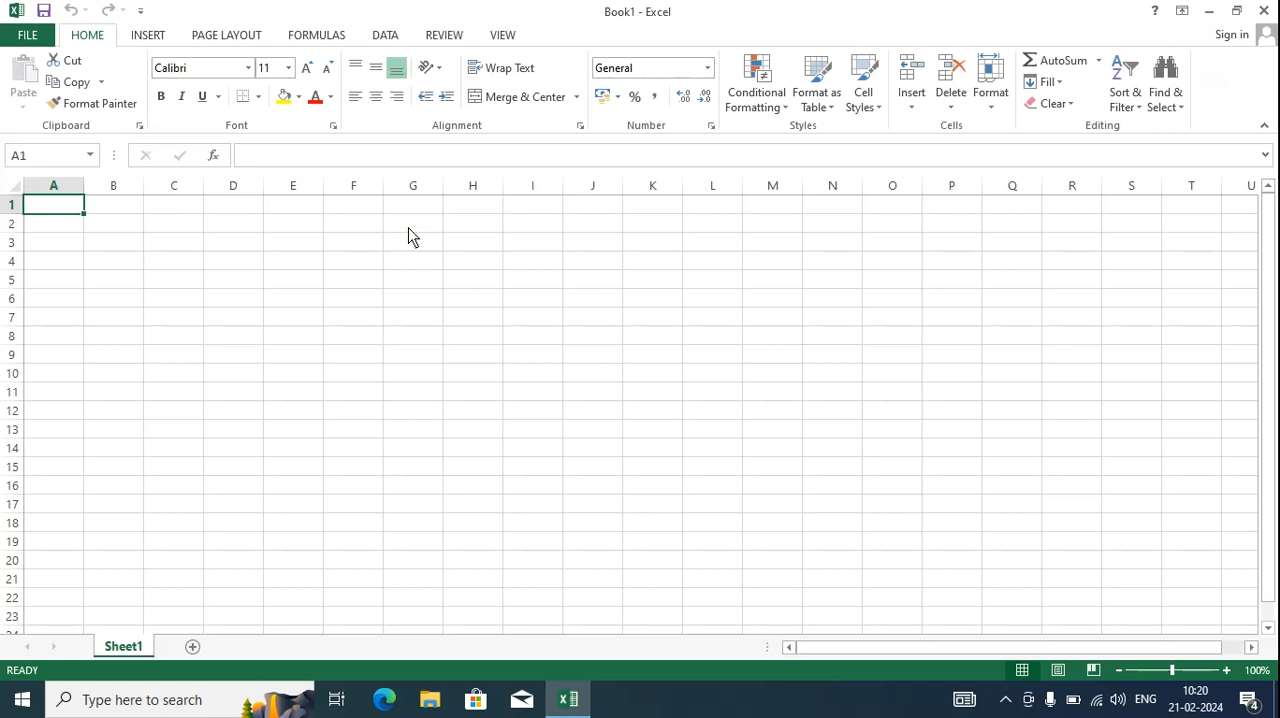 Book1 - Excel
?
FILE HOME INSERT PAGE LAYOUT FORMULAS DATA REVIEW VIEW Sign in
Paste Cut
Copy
Format Painter
Clipboard
Calibri 11
B I U
Font
Wrap Text
Merge & Center
Alignment
General
%
Number
Conditional Formatting
Format as Table
Cell Styles
Styles
Insert Delete Format
Cells
AutoSum
Fill
Clear
Sort & Filter
Find & Select
Editing
A1 fx
A B C D E F G H I J K L M N O P Q R S T U
1
2
3
4
5
6
7
8
9
10
11
12
13
14
15
16
17
18
19
20
21
22
23
Sheet1
READY 100%
Type here to search
ENG
10:20
21-02-2024
4